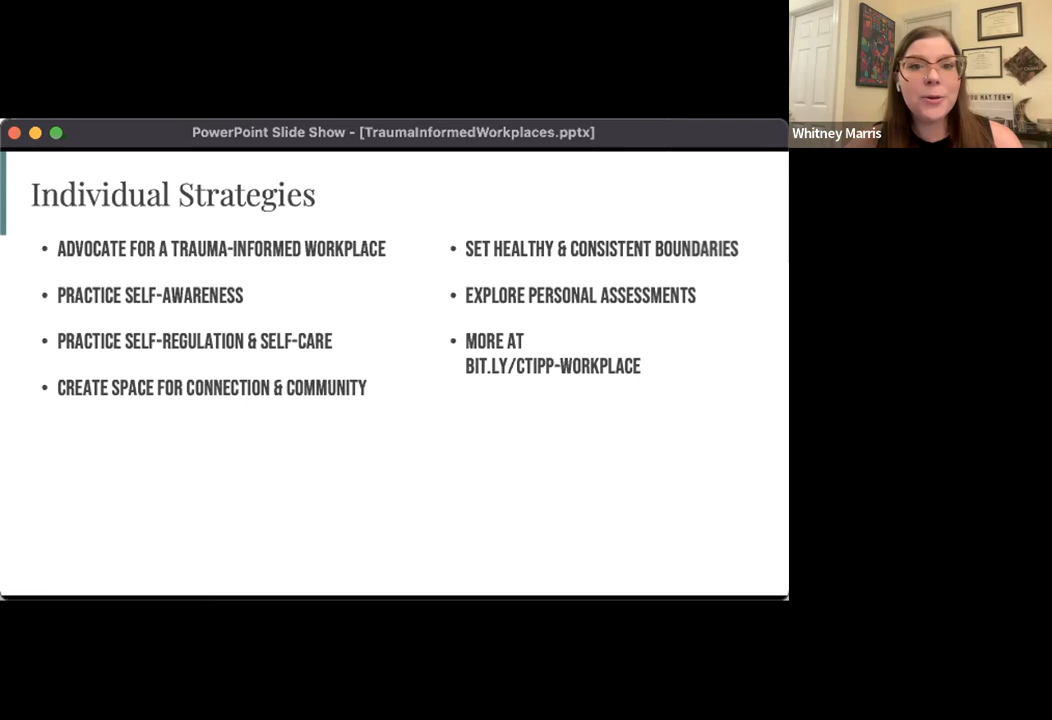 PowerPoint Slide Show - [TraumaInformedWorkplaces.pptx]
Individual Strategies
• ADVOCATE FOR A TRAUMA-INFORMED WORKPLACE
• PRACTICE SELF-AWARENESS
• PRACTICE SELF-REGULATION & SELF-CARE
• CREATE SPACE FOR CONNECTION & COMMUNITY
• SET HEALTHY & CONSISTENT BOUNDARIES
• EXPLORE PERSONAL ASSESSMENTS
• MORE AT
BIT.LY/CTIPP-WORKPLACE
Whitney Marris